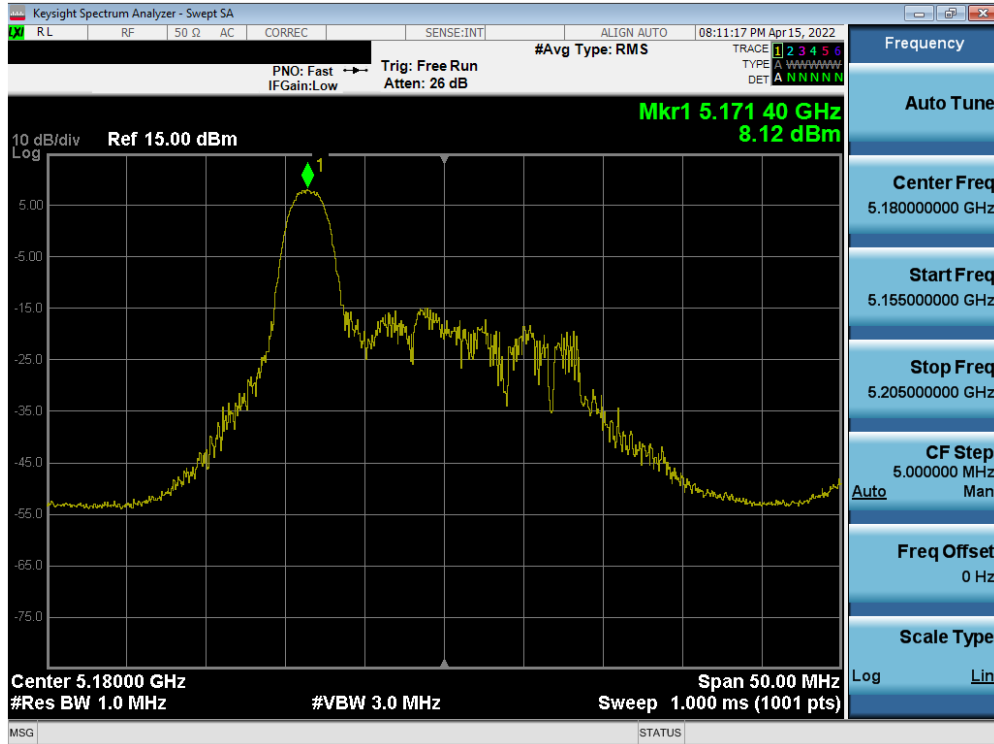 Keysight Spectrum Analyzer - Swept SA
LXI RL RF 50 Ω AC CORREC SENSE:INT ALIGN AUTO 08:11:17 PM Apr 15, 2022
#Avg Type: RMS
TRACE 1 2 3 4 5 6
TYPE A WWWWW
DET A N N N N N
PNO: Fast
IFGain:Low
Trig: Free Run
Atten: 26 dB
Mkr1 5.171 40 GHz
8.12 dBm
10 dB/div Ref 15.00 dBm
Log
1
5.00
-5.00
-15.0
-25.0
-35.0
-45.0
-55.0
-65.0
-75.0
Center 5.18000 GHz Span 50.00 MHz
#Res BW 1.0 MHz #VBW 3.0 MHz Sweep 1.000 ms (1001 pts)
MSG STATUS
Frequency
Auto Tune
Center Freq
5.180000000 GHz
Start Freq
5.155000000 GHz
Stop Freq
5.205000000 GHz
CF Step
5.000000 MHz
Auto Man
Freq Offset
0 Hz
Scale Type
Log Lin